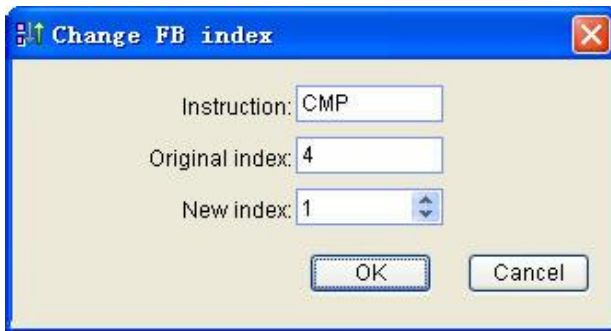 Change FB index
Instruction: CMP
Original index: 4
New index: 1
OK Cancel